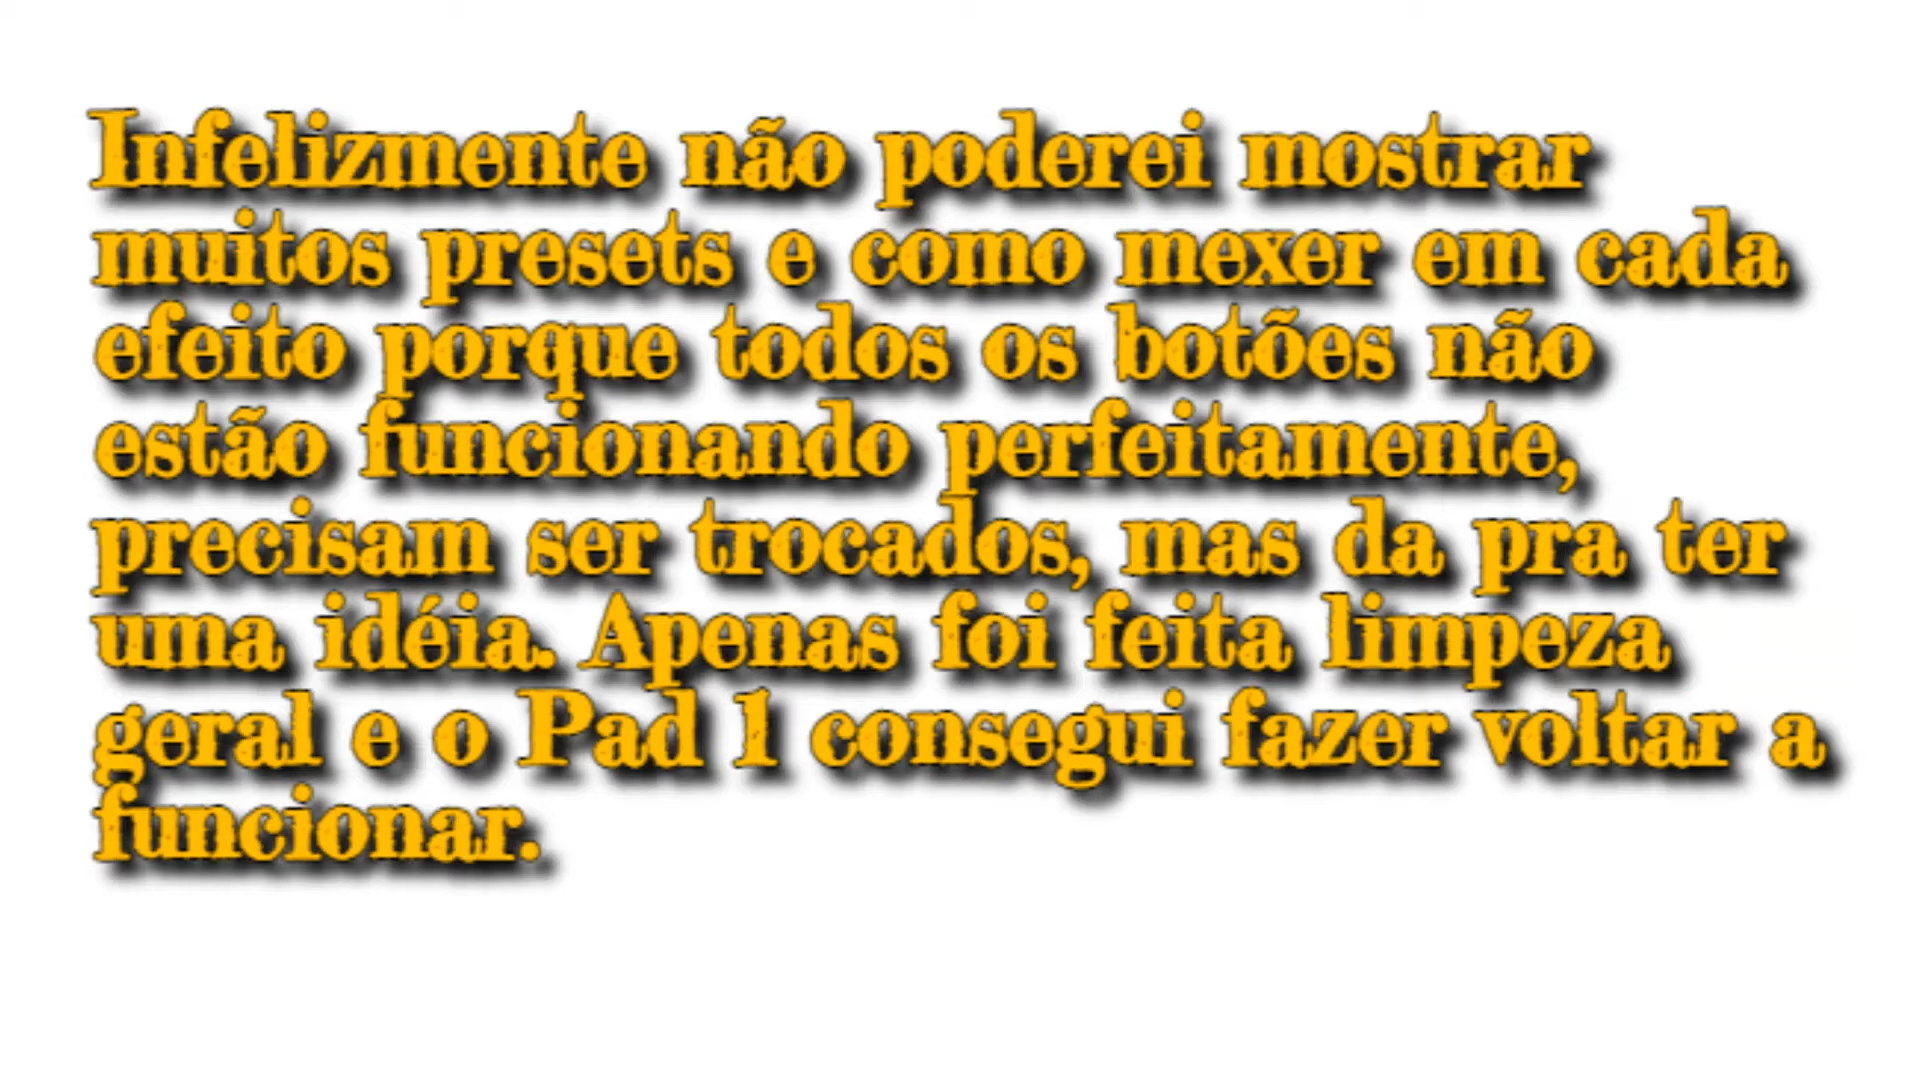 Infelizmente não poderei mostrar
muitos presets e como mexer em cada
efeito porque todos os botões não
estão funcionando perfeitamente,
precisam ser trocados, mas da pra ter
uma idéia. Apenas foi feita limpeza
geral e o Pad 1 consegui fazer voltar a
funcionar.